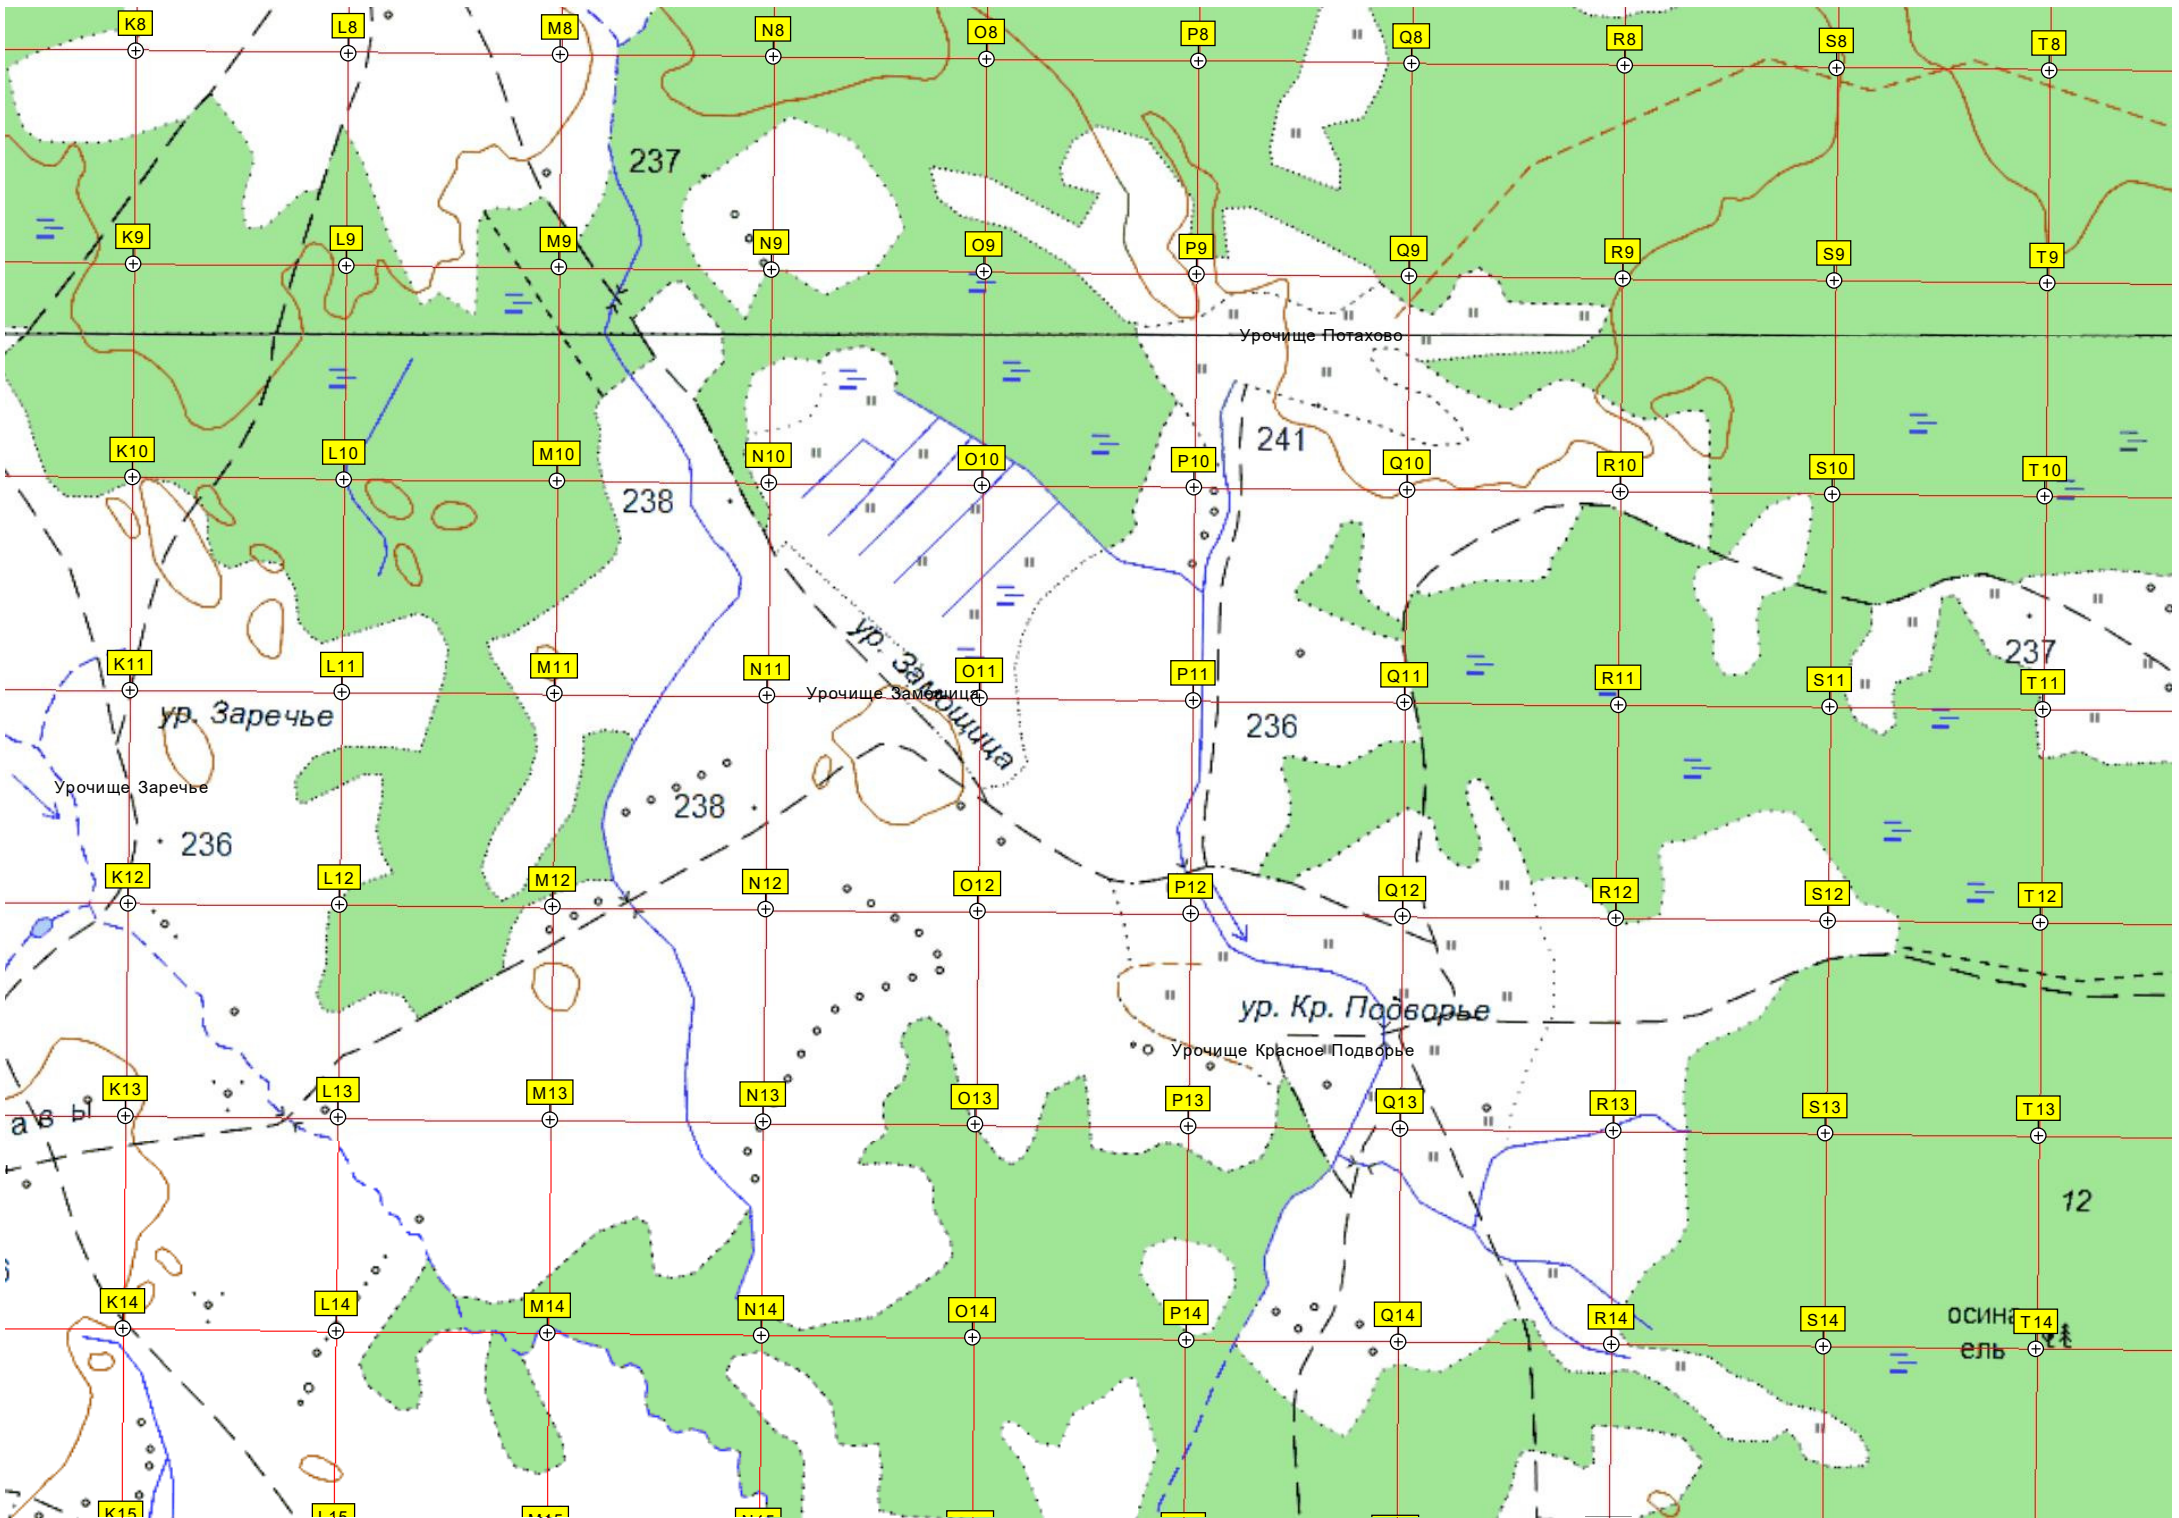 K8 L8 M8 N8 O8 P8 Q8 R8 S8 T8
237
K9 L9 M9 N9 O9 P9 Q9 R9 S9 T9
Урочище Потахово
241
K10 L10 M10 N10 O10 P10 Q10 R10 S10 T10
238
ур. Замощица
237
K11 L11 M11 N11 O11 P11 Q11 R11 S11 T11
Урочище Замощица
ур. Заречье
236
Урочище Заречье
238
236
K12 L12 M12 N12 O12 P12 Q12 R12 S12 T12
ур. Кр. Подворье
Урочище Красное Подворье
K13 L13 M13 N13 O13 P13 Q13 R13 S13 T13
а в ы
12
K14 L14 M14 N14 O14 P14 Q14 R14 S14 T14
осина
ель
K15 L15 M15 N15